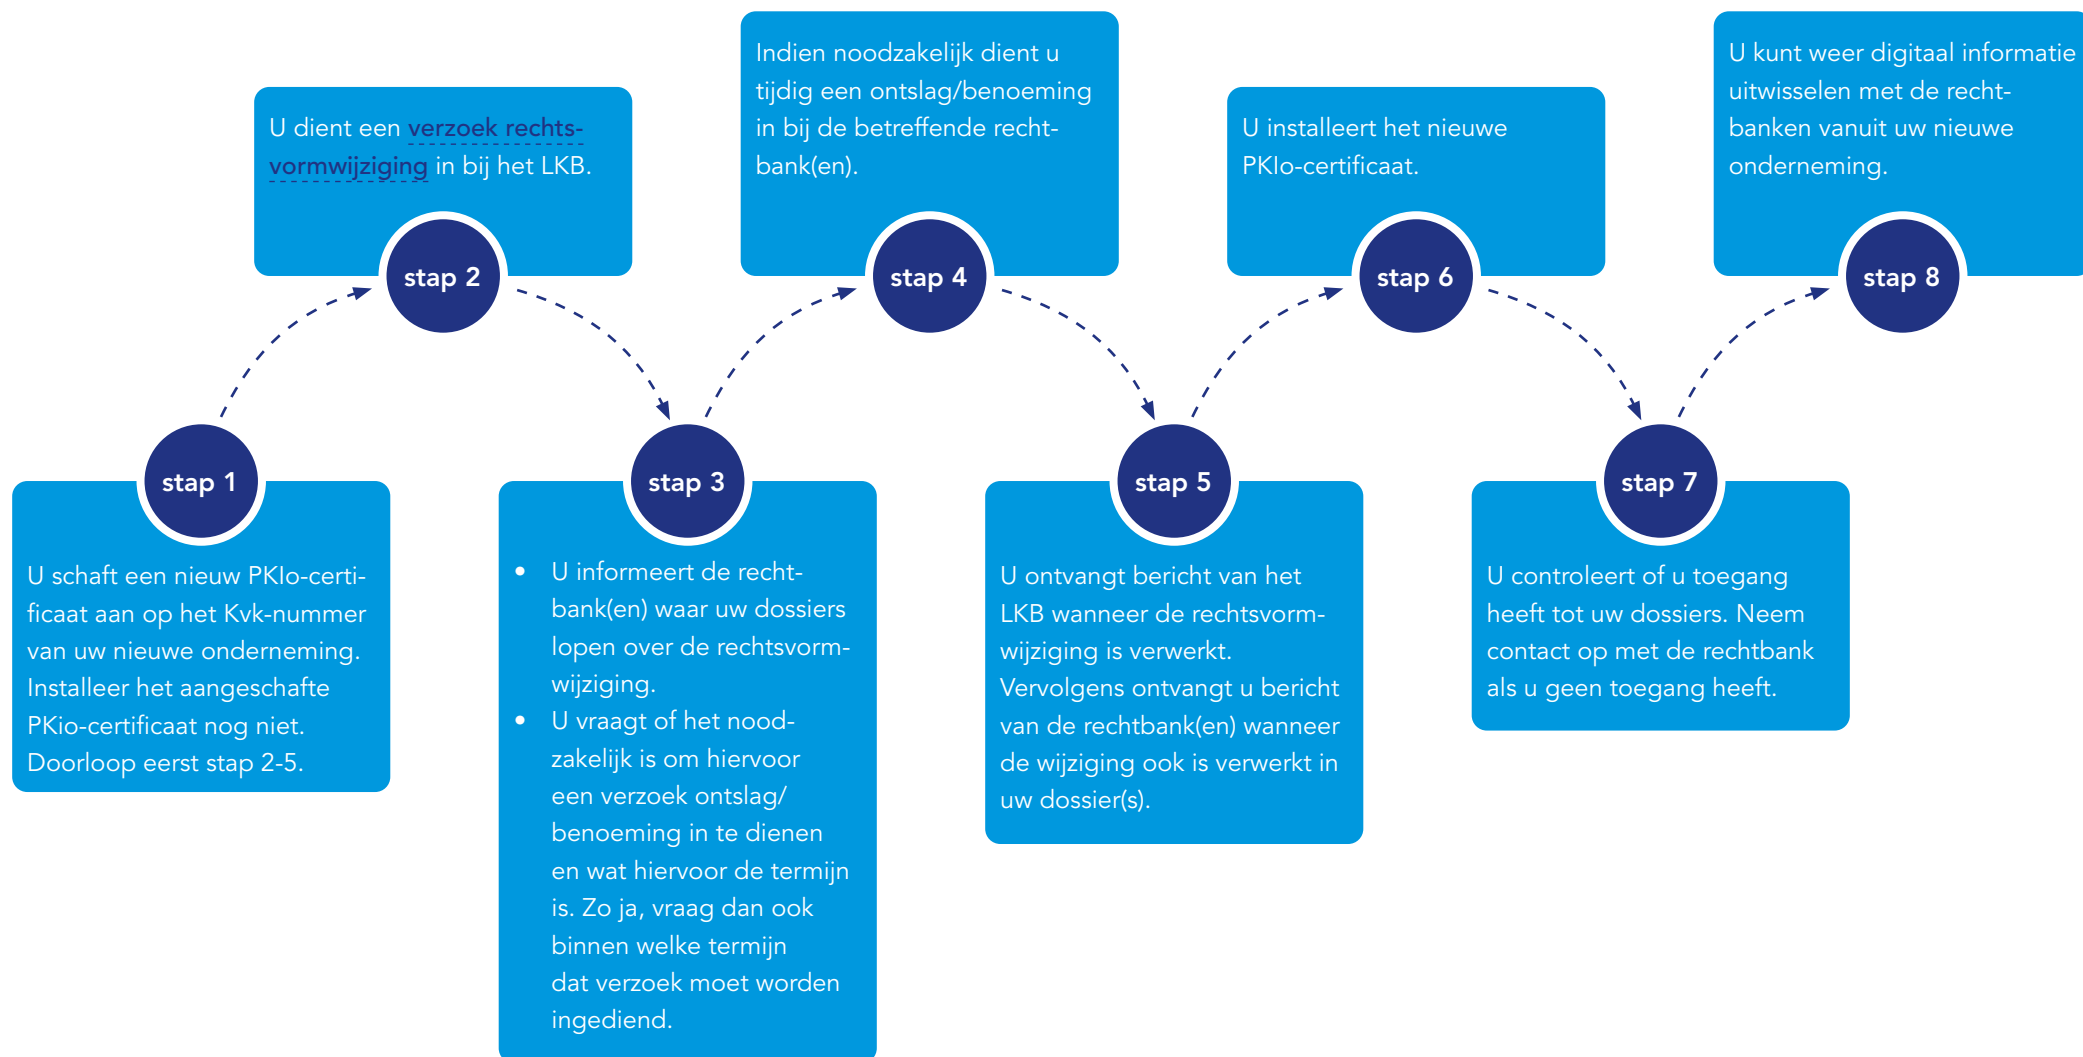 stap 1
U schaft een nieuw PKIo-certi-
ficaat aan op het Kvk-nummer
van uw nieuwe onderneming.
Installeer het aangeschafte
PKio-certificaat nog niet.
Doorloop eerst stap 2-5.
U dient een verzoek rechts-
vormwijziging in bij het LKB.
stap 2
stap 3
• U informeert de recht-
bank(en) waar uw dossiers
lopen over de rechtsvorm-
wijziging.
• U vraagt of het nood-
zakelijk is om hiervoor
een verzoek ontslag/
benoeming in te dienen
en wat hiervoor de termijn
is. Zo ja, vraag dan ook
binnen welke termijn
dat verzoek moet worden
ingediend.
Indien noodzakelijk dient u
tijdig een ontslag/benoeming
in bij de betreffende recht-
bank(en).
stap 4
stap 5
U ontvangt bericht van het
LKB wanneer de rechtsvorm-
wijziging is verwerkt.
Vervolgens ontvangt u bericht
van de rechtbank(en) wanneer
de wijziging ook is verwerkt in
uw dossier(s).
U installeert het nieuwe
PKIo-certificaat.
stap 6
stap 7
U controleert of u toegang
heeft tot uw dossiers. Neem
contact op met de rechtbank
als u geen toegang heeft.
U kunt weer digitaal informatie
uitwisselen met de recht-
banken vanuit uw nieuwe
onderneming.
stap 8